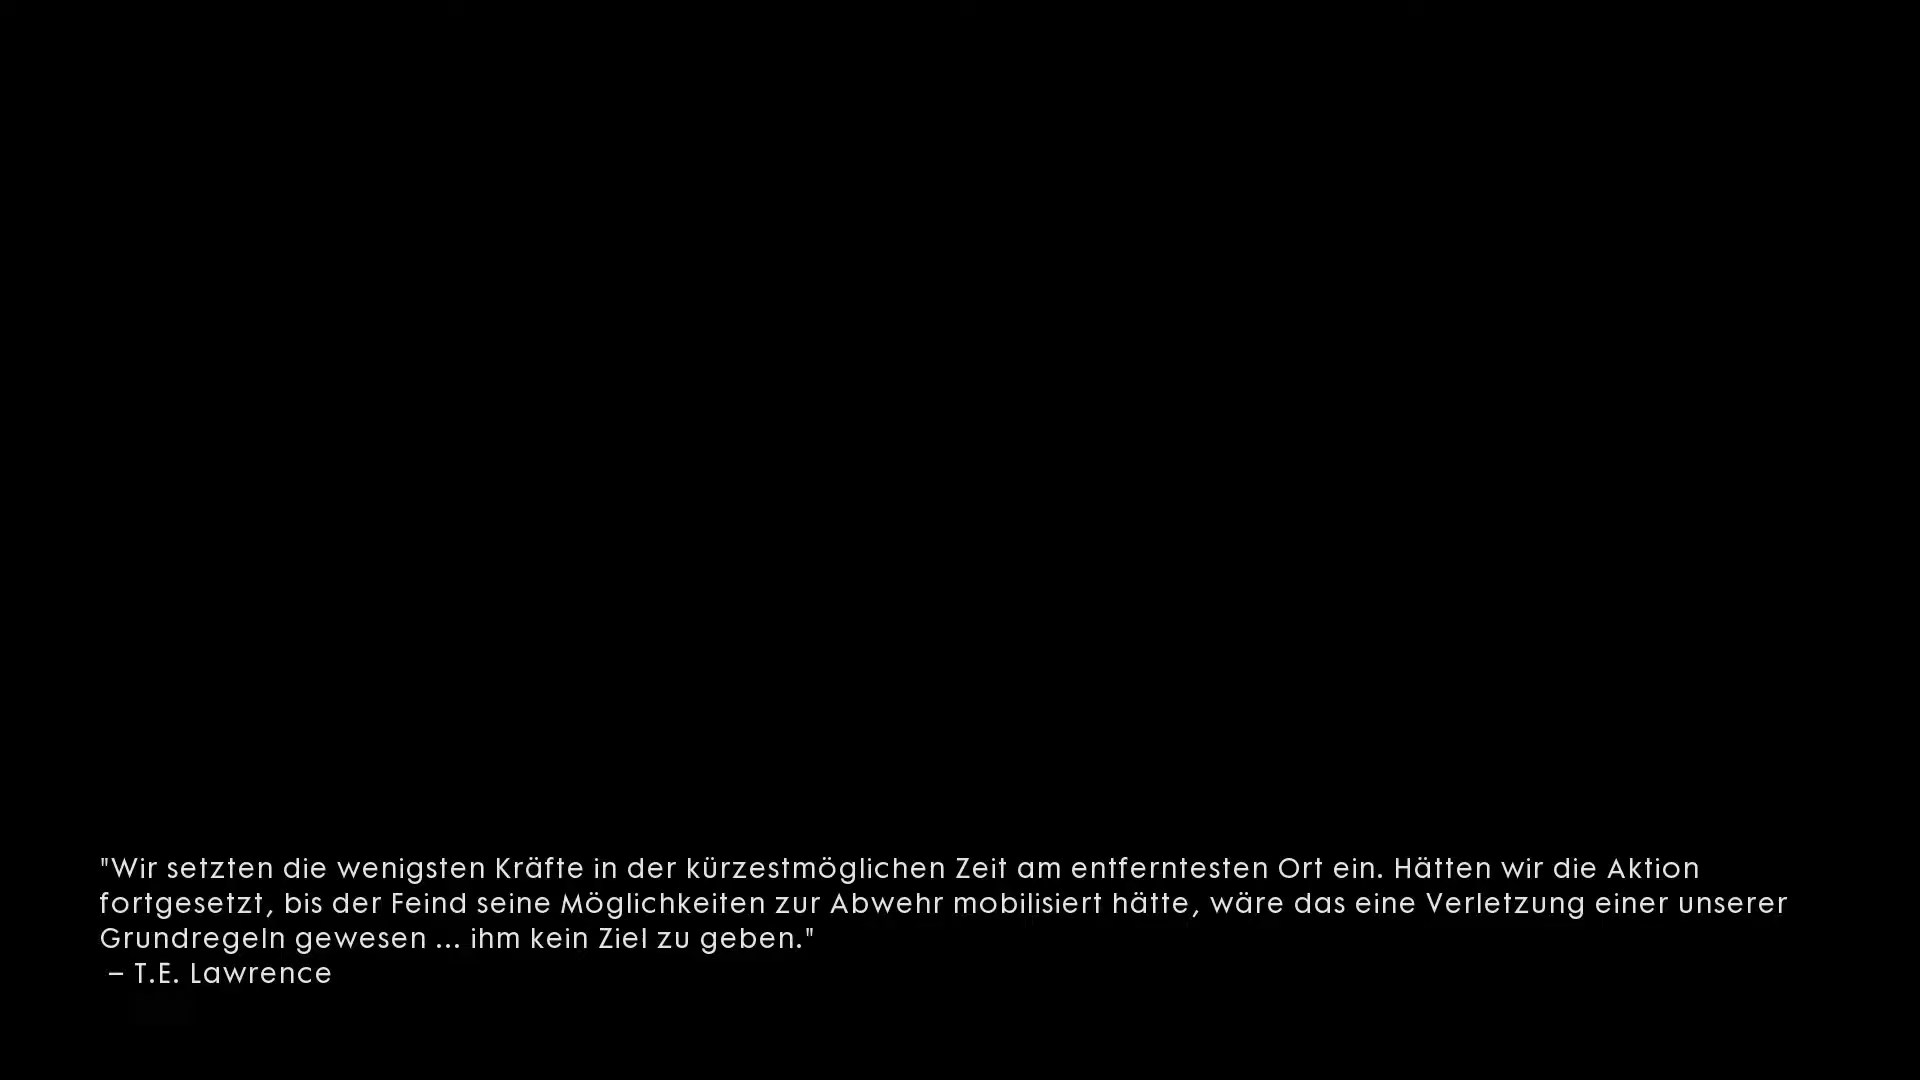 "Wir setzten die wenigsten Kräfte in der kürzestmöglichen Zeit am entferntesten Ort ein. Hätten wir die Aktion
fortgesetzt, bis der Feind seine Möglichkeiten zur Abwehr mobilisiert hätte, wäre das eine Verletzung einer unserer
Grundregeln gewesen ... ihm kein Ziel zu geben."
– T.E. Lawrence